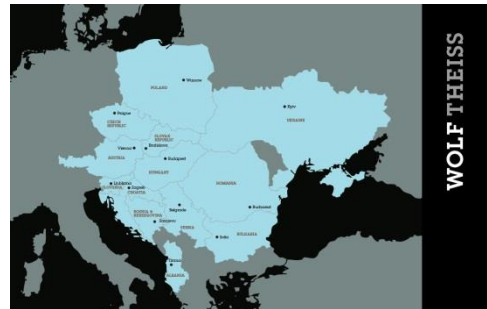 WOLF THEISS
Warsaw
POLAND
Kyiv
UKRAINE
Prague
CZECH
REPUBLIC
SLOVAK
REPUBLIC
Bratislava
Vienna
AUSTRIA
Budapest
HUNGARY
Ljubljana
SLOVENIA
Zagreb
CROATIA
ROMANIA
Bucharest
BOSNIA &
HERZEGOVINA
Belgrade
Sarajevo
SERBIA
Sofia
BULGARIA
Tirana
ALBANIA